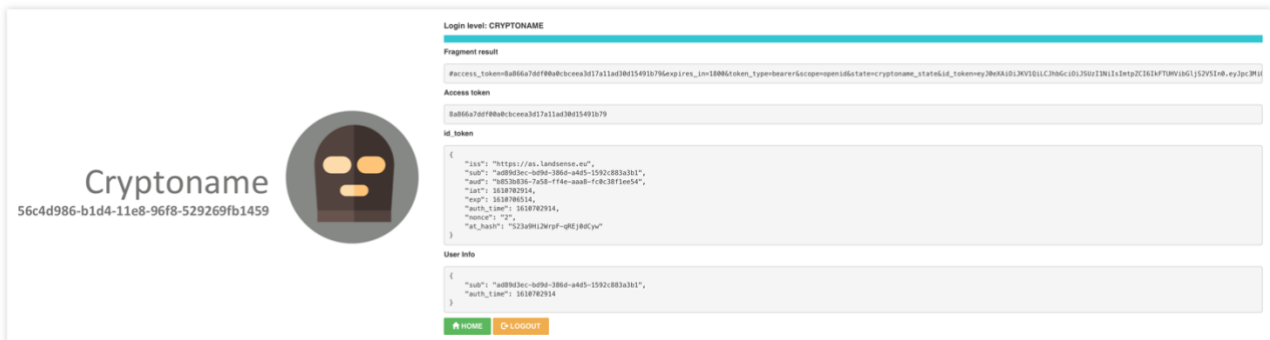 Cryptoname
56c4d986-b1d4-11e8-96f8-529269fb1459
Login level: CRYPTONAME
Fragment result
#access_token=8a866a7ddf00a0cbceea3d17a11ad30d15491b79&expires_in=1800&token_type=bearer&scope=openid&state=cryptoname_state&id_token=
Access token
8a866a7ddf00a0cbceea3d17a11ad30d15491b79
id_token
{
"iss": "https://as.landsense.eu",
"sub": "ad89d3ec-bd9d-386d-a4d5-1592c883a3b1",
"aud": "b853b836-7a58-ff4e-aaa8-fc0c38f1ee54",
"iat": 1610702914,
"exp": 1610706514,
"auth_time": 1610702914,
"nonce": "2",
"at_hash": "S23a9Hi2WrpF-qREj0dCyw"
}
User Info
{
"sub": "ad89d3ec-bd9d-386d-a4d5-1592c883a3b1",
"auth_time": 1610702914
}
HOME LOGOUT